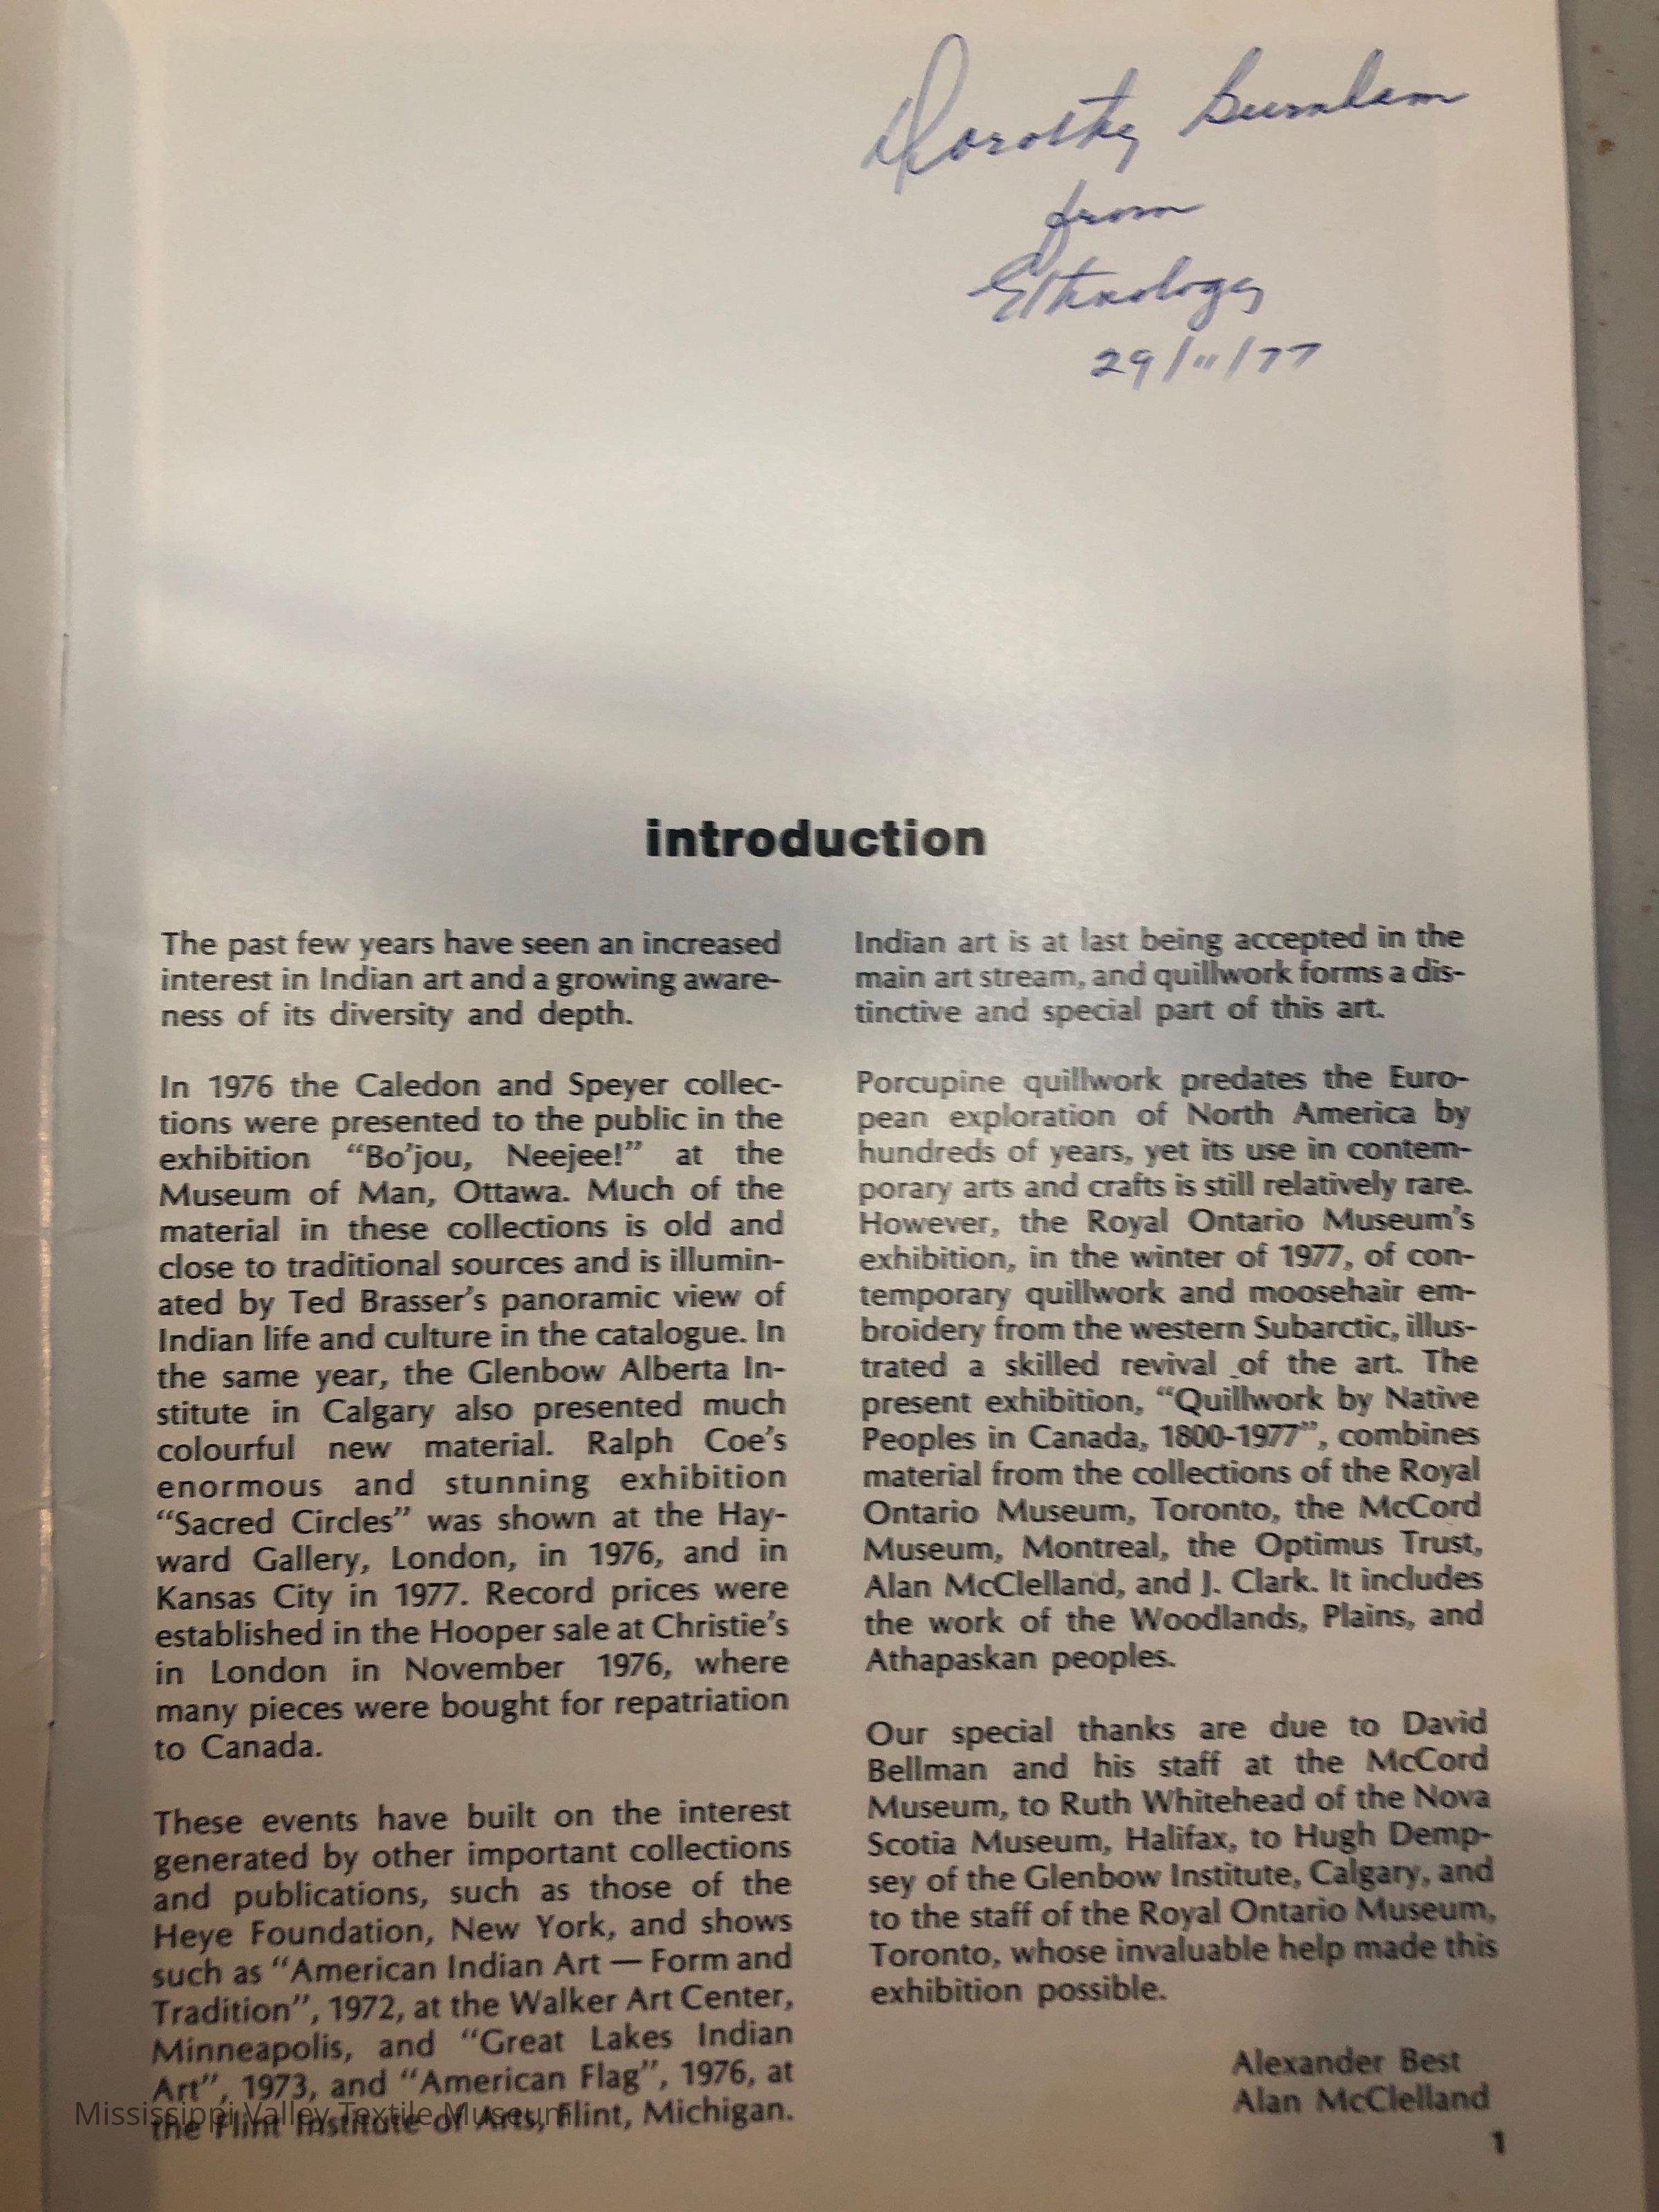 Dorothy Burnham
from
Ethnology
29/11/77
introduction
The past few years have seen an increased
interest in Indian art and a growing aware-
ness of its diversity and depth.
In 1976 the Caledon and Speyer collec-
tions were presented to the public in the
exhibition “Bo’jou, Neejee!” at the
Museum of Man, Ottawa. Much of the
material in these collections is old and
close to traditional sources and is illumin-
ated by Ted Brasser’s panoramic view of
Indian life and culture in the catalogue. In
the same year, the Glenbow Alberta In-
stitute in Calgary also presented much
colourful new material. Ralph Coe’s
enormous and stunning exhibition
“Sacred Circles” was shown at the Hay-
ward Gallery, London, in 1976, and in
Kansas City in 1977. Record prices were
established in the Hooper sale at Christie’s
in London in November 1976, where
many pieces were bought for repatriation
to Canada.
These events have built on the interest
generated by other important collections
and publications, such as those of the
Heye Foundation, New York, and shows
such as “American Indian Art — Form and
Tradition”, 1972, at the Walker Art Center,
Minneapolis, and “Great Lakes Indian
Art”, 1973, and “American Flag”, 1976, at
the Flint Institute of Arts, Flint, Michigan.
Indian art is at last being accepted in the
main art stream, and quillwork forms a dis-
tinctive and special part of this art.
Porcupine quillwork predates the Euro-
pean exploration of North America by
hundreds of years, yet its use in contem-
porary arts and crafts is still relatively rare.
However, the Royal Ontario Museum’s
exhibition, in the winter of 1977, of con-
temporary quillwork and moosehair em-
broidery from the western Subarctic, illus-
trated a skilled revival of the art. The
present exhibition, “Quillwork by Native
Peoples in Canada, 1800-1977”, combines
material from the collections of the Royal
Ontario Museum, Toronto, the McCord
Museum, Montreal, the Optimus Trust,
Alan McClelland, and J. Clark. It includes
the work of the Woodlands, Plains, and
Athapaskan peoples.
Our special thanks are due to David
Bellman and his staff at the McCord
Museum, to Ruth Whitehead of the Nova
Scotia Museum, Halifax, to Hugh Demp-
sey of the Glenbow Institute, Calgary, and
to the staff of the Royal Ontario Museum,
Toronto, whose invaluable help made this
exhibition possible.
Alexander Best
Alan McClelland
1
Mississippi Valley Textile Museum